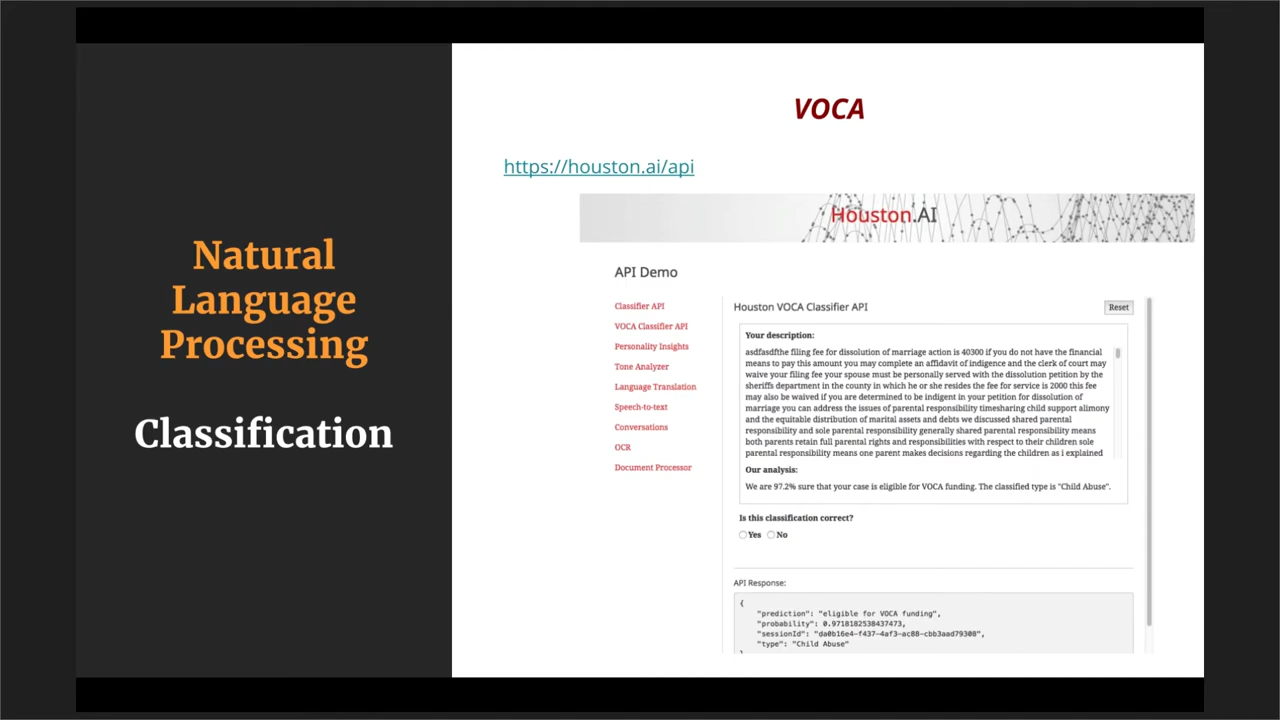 Natural
Language
Processing
Classification
VOCA
https://houston.ai/api
Houston.AI
API Demo
Classifier API
VOCA Classifier API
Personality Insights
Tone Analyzer
Language Translation
Speech-to-text
Conversations
OCR
Document Processor
Houston VOCA Classifier API
Reset
Your description:
asdfasdfthe filing fee for dissolution of marriage action is 40300 if you do not have the financial
means to pay this amount you may complete an affidavit of indigence and the clerk of court may
waive your filing fee your spouse must be personally served with the dissolution petition by the
sheriffs department in the county in which he or she resides the fee for service is 2000 this fee
may also be waived if you are determined to be indigent in your petition for dissolution of
marriage you can address the issues of parental responsibility timesharing child support alimony
and the equitable distribution of marital assets and debts we discussed shared parental
responsibility and sole parental responsibility generally shared parental responsibility means
both parents retain full parental rights and responsibilities with respect to their children sole
parental responsibility means one parent makes decisions regarding the children as i explained
Our analysis:
We are 97.2% sure that your case is eligible for VOCA funding. The classified type is "Child Abuse".
Is this classification correct?
Yes No
API Response:
{
"prediction": "eligible for VOCA funding",
"probability": 0.9718182538437473,
"sessionId": "da0b16e4-f437-4af3-ac88-cbb3aad79308",
"type": "Child Abuse"
}